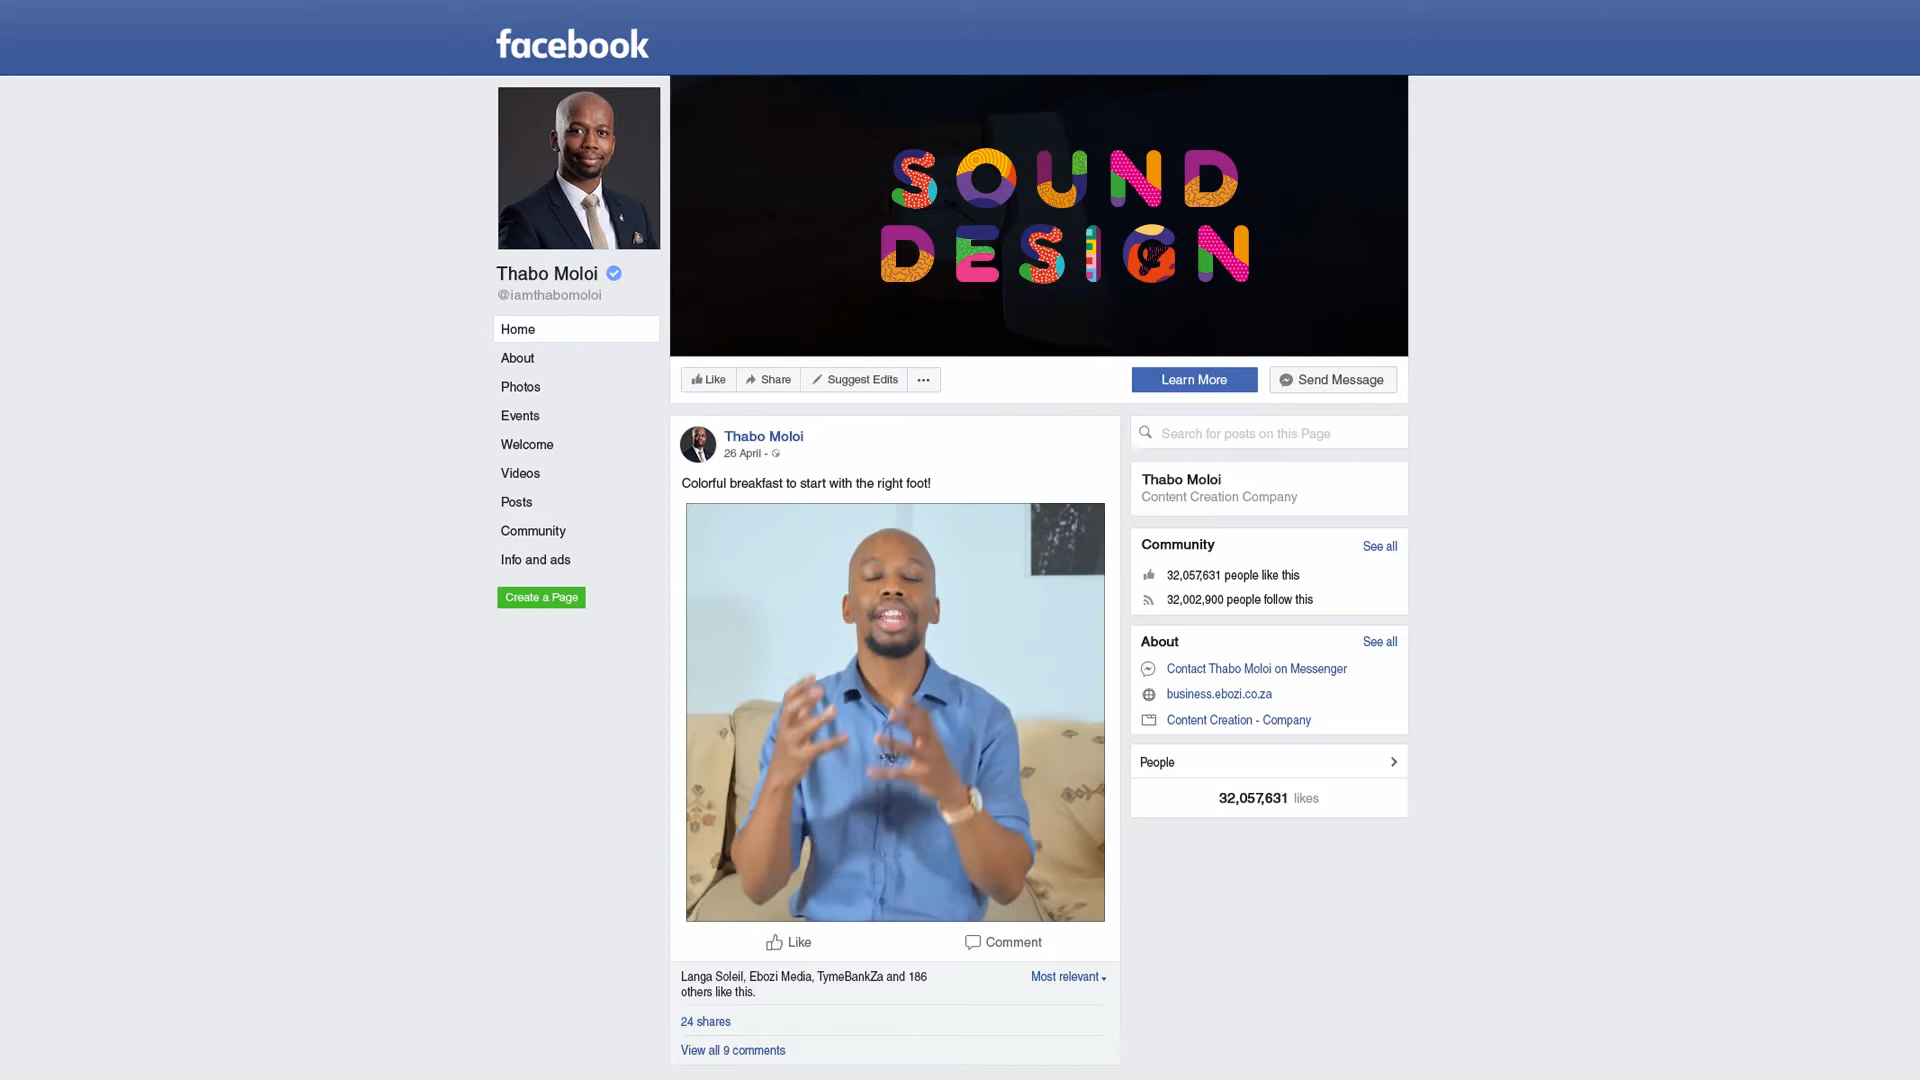 facebook
Thabo Moloi
@iamthabomoloi
Home
About
Photos
Events
Welcome
Videos
Posts
Community
Info and ads
Create a Page
SOUND
DESIGN
Like
Share
Suggest Edits
Learn More
Send Message
Thabo Moloi
26 April -
Colorful breakfast to start with the right foot!
Like
Comment
Langa Soleil, Ebozi Media, TymeBankZa and 186
others like this.
Most relevant
24 shares
View all 9 comments
Search for posts on this Page
Thabo Moloi
Content Creation Company
Community
See all
32,057,631 people like this
32,002,900 people follow this
About
See all
Contact Thabo Moloi on Messenger
business.ebozi.co.za
Content Creation - Company
People
32,057,631 likes